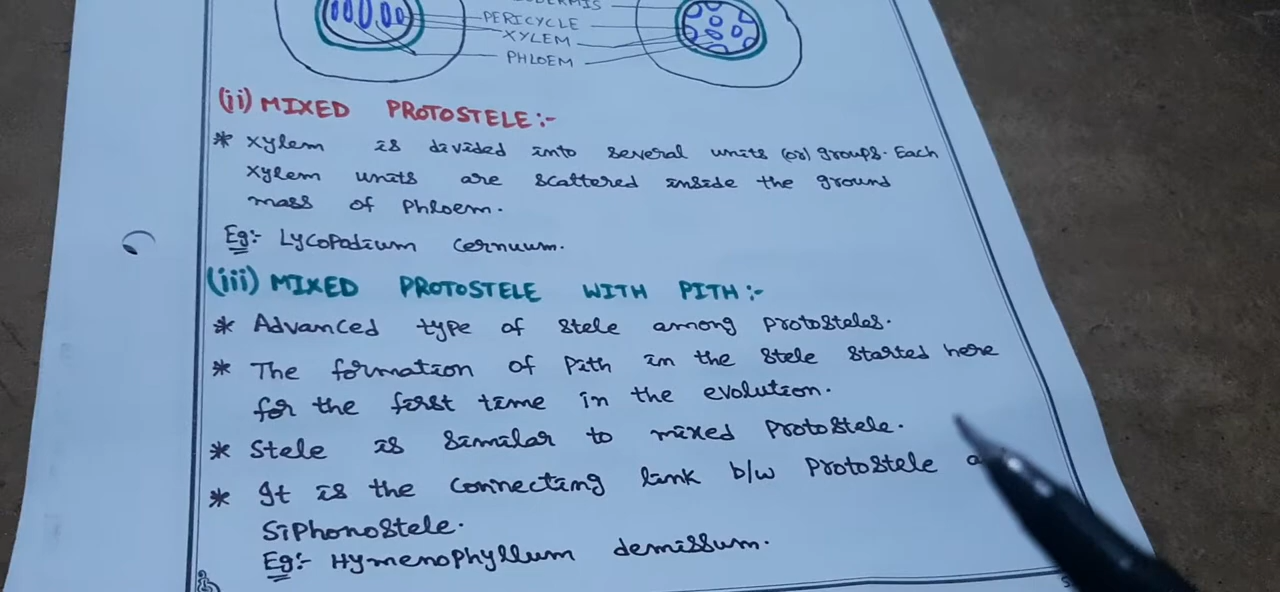 PERICYCLE
XYLEM
PHLOEM
(ii) MIXED PROTOSTELE:-
* Xylem is divided into several units (or) groups. Each
xylem units are scattered inside the ground
mass of Phloem.
Eg:- Lycopodium cernuum.
(iii) MIXED PROTOSTELE WITH PITH:-
* Advanced type of stele among protosteles.
* The formation of Pith in the stele started here
for the first time in the evolution.
* Stele is similar to mixed Protostele.
* It is the connecting link b/w Protostele
Siphonostele.
Eg:- Hymenophyllum demissum.